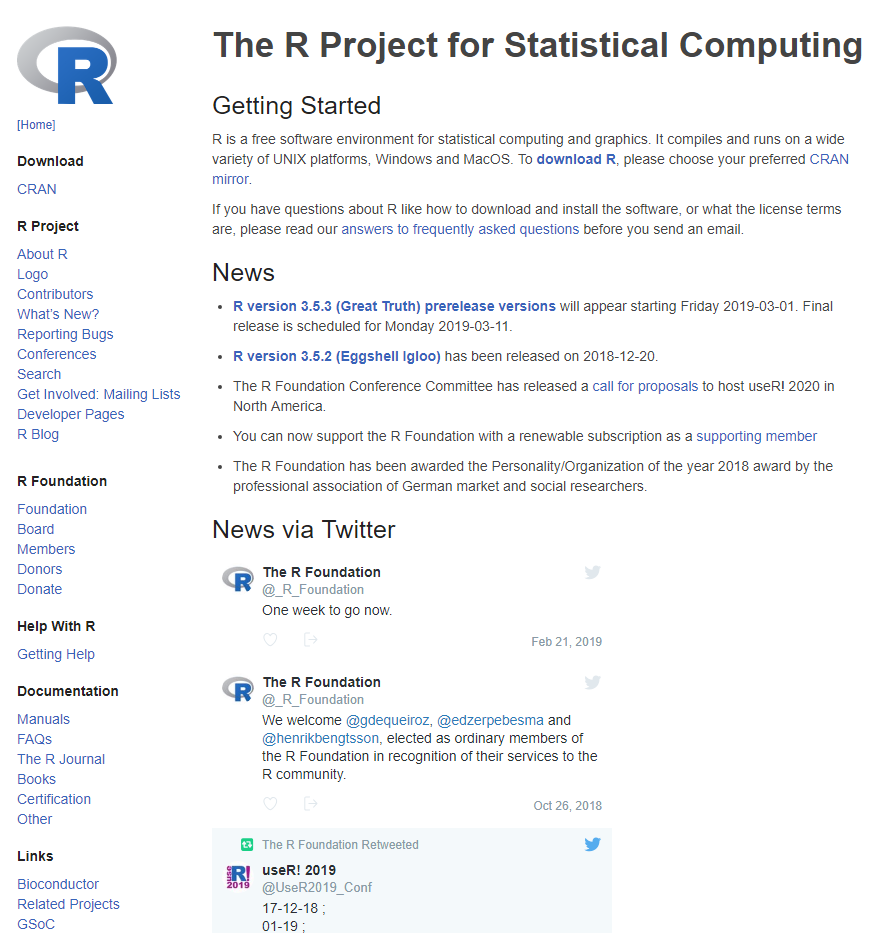 R
[Home]
Download
CRAN
R Project
About R
Logo
Contributors
What's New?
Reporting Bugs
Conferences
Search
Get Involved: Mailing Lists
Developer Pages
R Blog
R Foundation
Foundation
Board
Members
Donors
Donate
Help With R
Getting Help
Documentation
Manuals
FAQs
The R Journal
Books
Certification
Other
Links
Bioconductor
Related Projects
GSoC
The R Project for Statistical Computing
Getting Started
R is a free software environment for statistical computing and graphics. It compiles and runs on a wide
variety of UNIX platforms, Windows and MacOS. To download R, please choose your preferred CRAN
mirror.
If you have questions about R like how to download and install the software, or what the license terms
are, please read our answers to frequently asked questions before you send an email.
News
• R version 3.5.3 (Great Truth) prerelease versions will appear starting Friday 2019-03-01. Final
release is scheduled for Monday 2019-03-11.
• R version 3.5.2 (Eggshell Igloo) has been released on 2018-12-20.
• The R Foundation Conference Committee has released a call for proposals to host useR! 2020 in
North America.
• You can now support the R Foundation with a renewable subscription as a supporting member
• The R Foundation has been awarded the Personality/Organization of the year 2018 award by the
professional association of German market and social researchers.
News via Twitter
R
The R Foundation
@_R_Foundation
One week to go now.
Feb 21, 2019
R
The R Foundation
@_R_Foundation
We welcome @gdequeiroz, @edzerpebesma and
@henrikbengtsson, elected as ordinary members of
the R Foundation in recognition of their services to the
R community.
Oct 26, 2018
The R Foundation Retweeted
useR!
2019
useR! 2019
@UseR2019_Conf
17-12-18 ;
01-19 ;